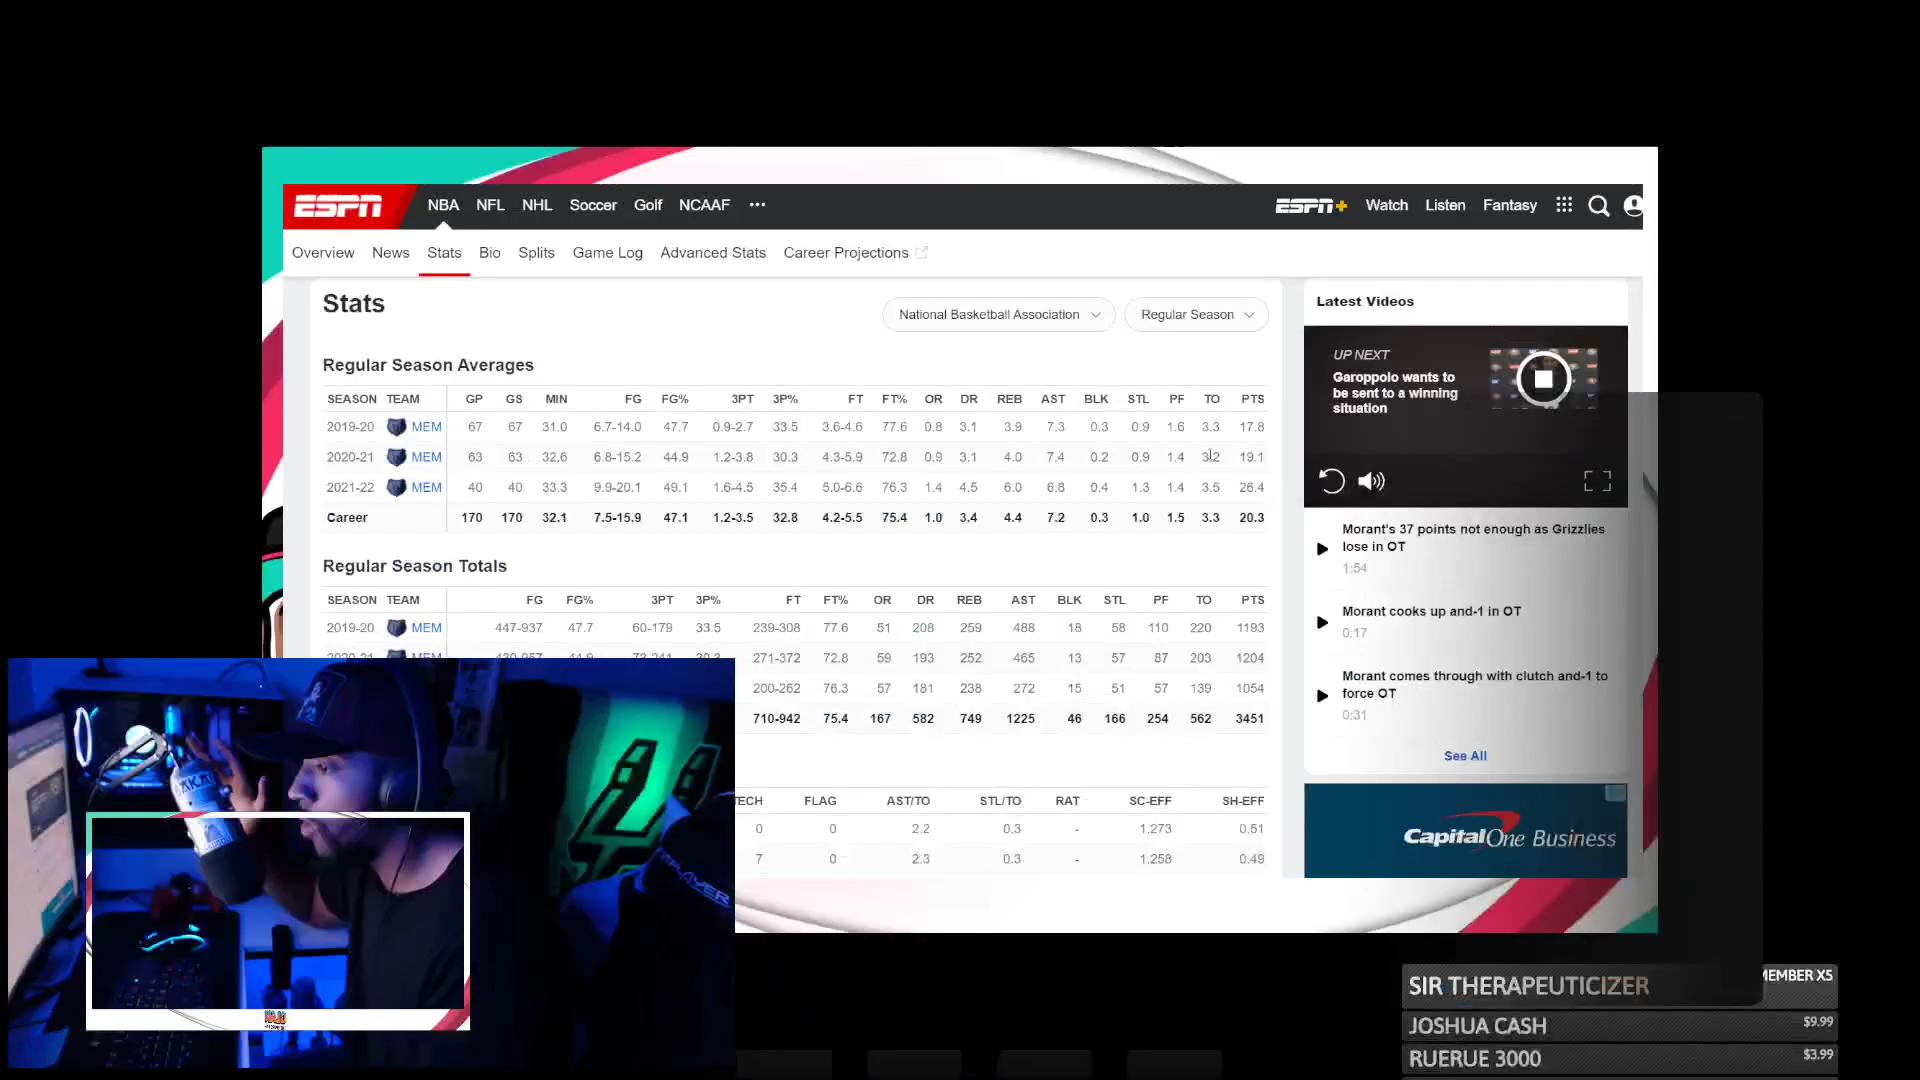 ESPN NBA NFL NHL Soccer Golf NCAAF ••• ESPN+ Watch Listen Fantasy
Overview News Stats Bio Splits Game Log Advanced Stats Career Projections
Stats
National Basketball Association
Regular Season
Regular Season Averages
SEASON TEAM GP GS MIN FG FG% 3PT 3P% FT FT% OR DR REB AST BLK STL PF TO PTS
2019-20 MEM 67 67 31.0 6.7-14.0 47.7 0.9-2.7 33.5 3.6-4.6 77.6 0.8 3.1 3.9 7.3 0.3 0.9 1.6 3.3 17.8
2020-21 MEM 63 63 32.6 6.8-15.2 44.9 1.2-3.8 30.3 4.3-5.9 72.8 0.9 3.1 4.0 7.4 0.2 0.9 1.4 3.2 19.1
2021-22 MEM 40 40 33.3 9.9-20.1 49.1 1.6-4.5 35.4 5.0-6.6 76.3 1.4 4.5 6.0 6.8 0.4 1.3 1.4 3.5 26.4
Career 170 170 32.1 7.5-15.9 47.1 1.2-3.5 32.8 4.2-5.5 75.4 1.0 3.4 4.4 7.2 0.3 1.0 1.5 3.3 20.3
Regular Season Totals
SEASON TEAM FG FG% 3PT 3P% FT FT% OR DR REB AST BLK STL PF TO PTS
2019-20 MEM 447-937 47.7 60-179 33.5 239-308 77.6 51 208 259 488 18 58 110 220 1193
271-372 72.8 59 193 252 465 13 57 87 203 1204
200-262 76.3 57 181 238 272 15 51 57 139 1054
710-942 75.4 167 582 749 1225 46 166 254 562 3451
TECH FLAG AST/TO STL/TO RAT SC-EFF SH-EFF
0 0 2.2 0.3 - 1.273 0.51
7 0 2.3 0.3 - 1.258 0.49
Latest Videos
UP NEXT
Garoppolo wants to
be sent to a winning
situation
Morant's 37 points not enough as Grizzlies
lose in OT
1:54
Morant cooks up and-1 in OT
0:17
Morant comes through with clutch and-1 to
force OT
0:31
See All
Capital One Business
SIR THERAPEUTICIZER MEMBER X5
JOSHUA CASH $9.99
RUERUE 3000 $3.99